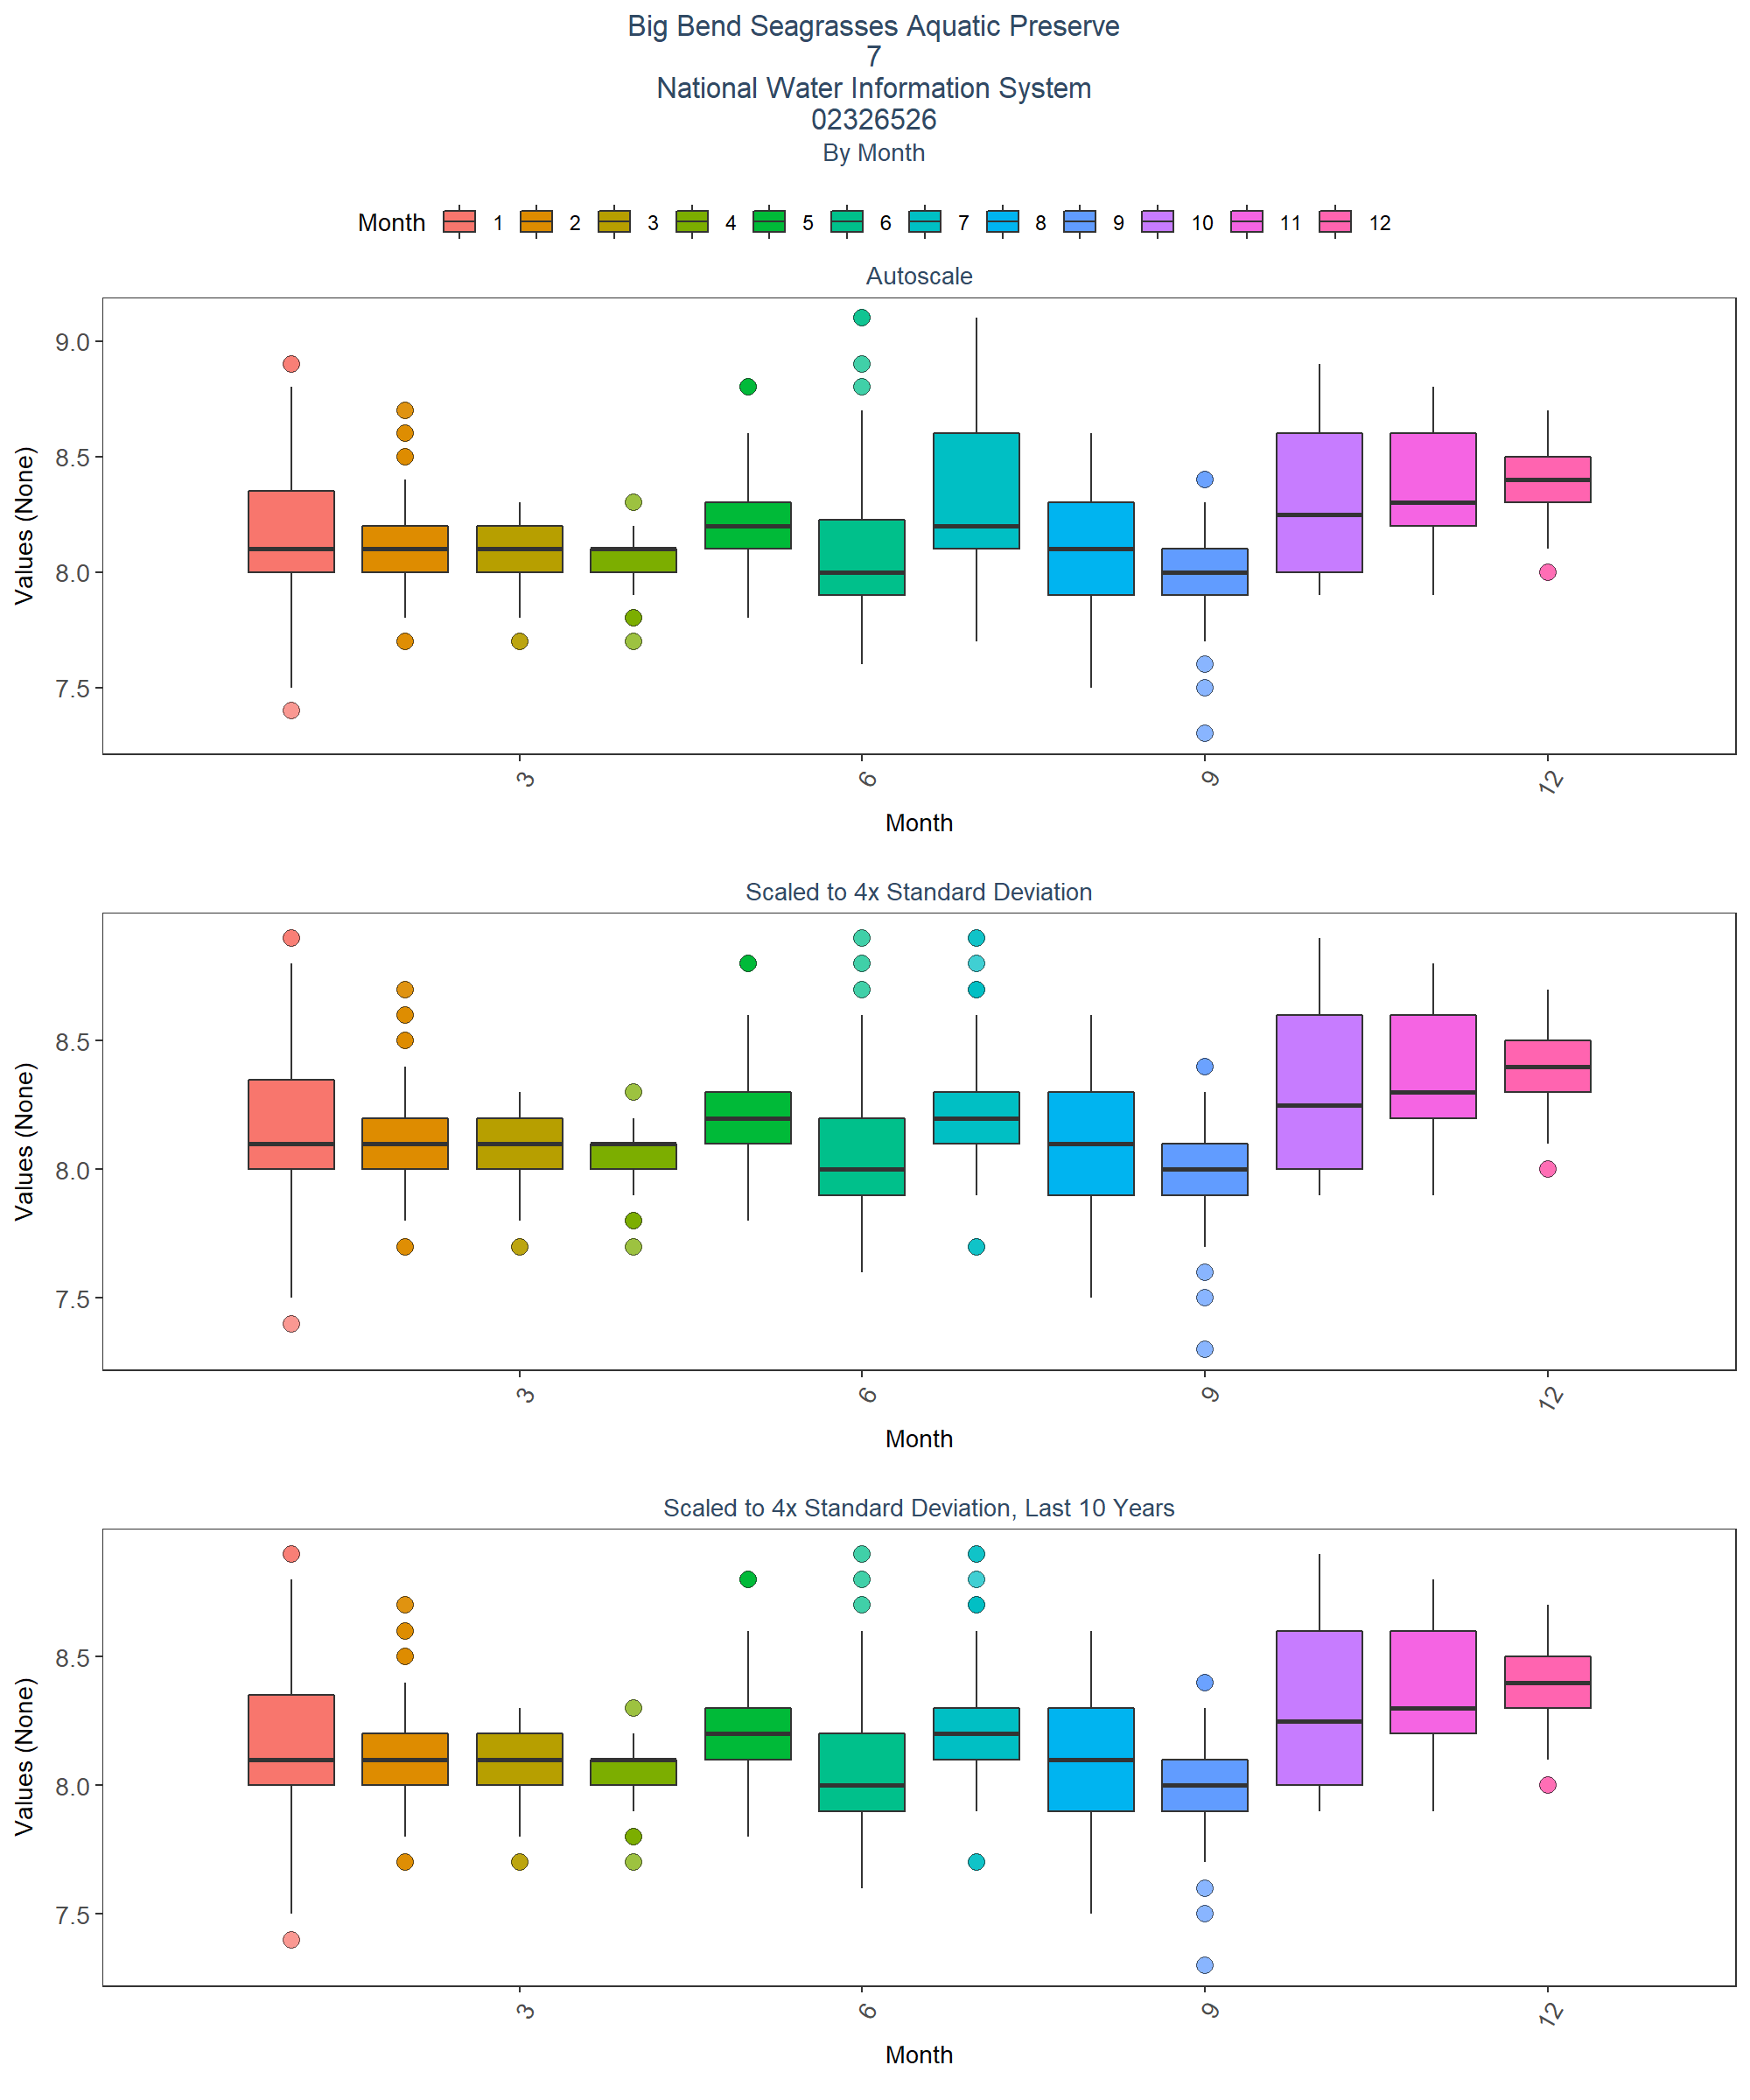 Big Bend Seagrasses Aquatic Preserve
7
National Water Information System
02326526
By Month
Month 1 2 3 4 5 6 7 8 9 10 11 12
Autoscale
Values (None)
9.0
8.5
8.0
7.5
3 6 9 12
Month
Scaled to 4x Standard Deviation
Values (None)
8.5
8.0
7.5
3 6 9 12
Month
Scaled to 4x Standard Deviation, Last 10 Years
Values (None)
8.5
8.0
7.5
3 6 9 12
Month